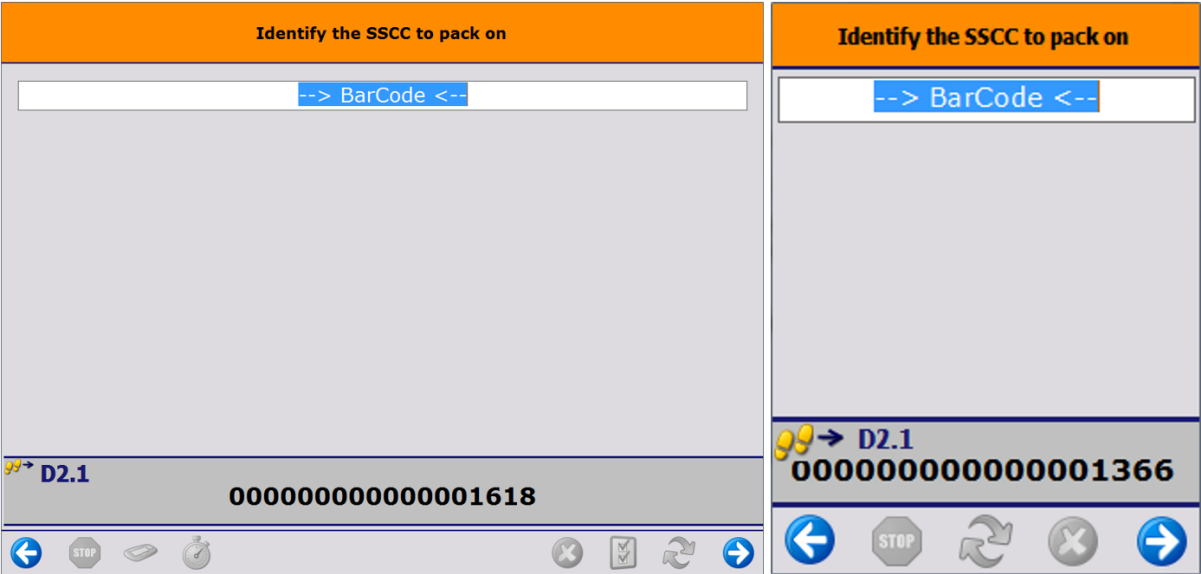 Identify the SSCC to pack on
--> BarCode <--
D2.1
000000000000001618
STOP
Identify the SSCC to pack on
--> BarCode <--
D2.1
000000000000001366
STOP